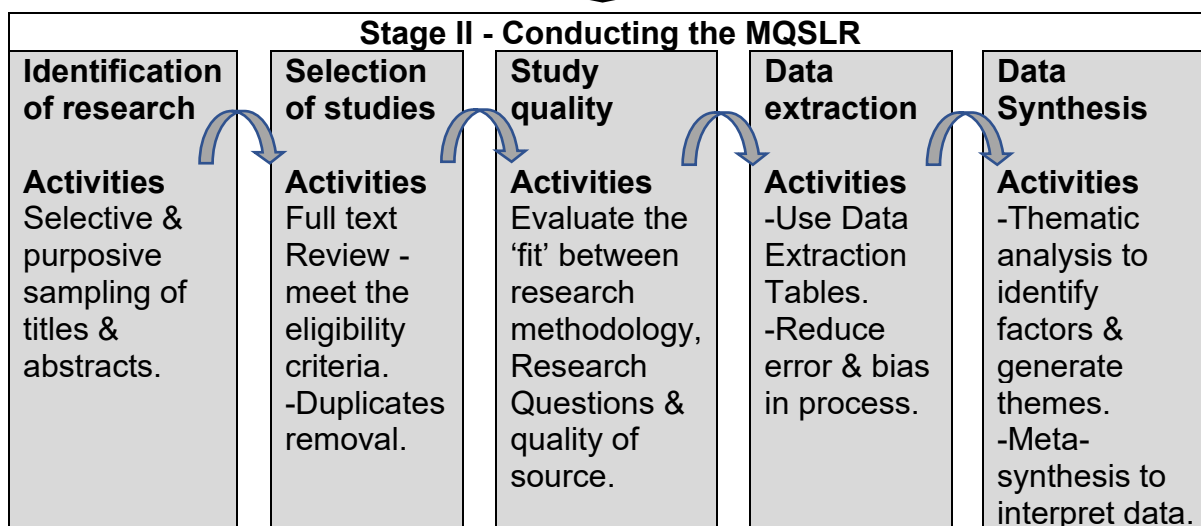 Stage II - Conducting the MQSLR
Identification
of research
Activities
Selective &
purposive
sampling of
titles &
abstracts.
Selection
of studies
Activities
Full text
Review -
meet the
eligibility
criteria.
-Duplicates
removal.
Study
quality
Activities
Evaluate the
‘fit’ between
research
methodology,
Research
Questions &
quality of
source.
Data
extraction
Activities
-Use Data
Extraction
Tables.
-Reduce
error & bias
in process.
Data
Synthesis
Activities
-Thematic
analysis to
identify
factors &
generate
themes.
-Meta-
synthesis to
interpret data.